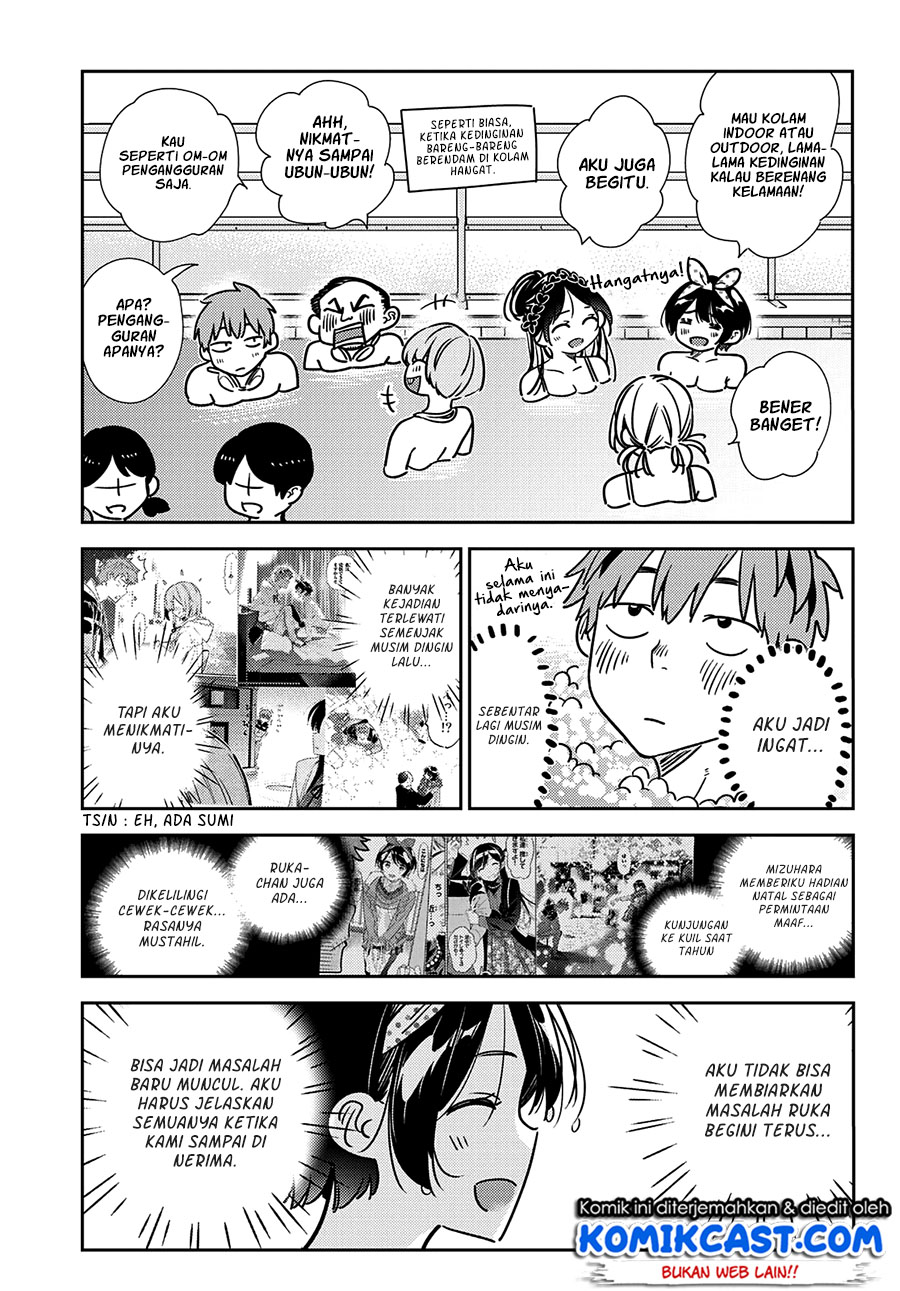 MAU KOLAM
INDOOR ATAU
OUTDOOR, LAMA-
LAMA KEDINGINAN
KALAU BERENANG
KELAMAAN!
AKU JUGA
BEGITU.
SEPERTI BIASA,
KETIKA KEDINGINAN
BARENG-BARENG
BERENDAM DI KOLAM
HANGAT.
AHH,
NIKMAT-
NYA SAMPAI
UBUN-UBUN!
KAU
SEPERTI OM-OM
PENGANGGURAN
SAJA.
Hangatnya!
APA?
PENGANG-
GURAN
APANYA?
BENER
BANGET!
Aku
selama ini
tidak menya-
darinya.
AKU JADI
INGAT...
SEBENTAR
LAGI MUSIM
DINGIN.
BANYAK
KEJADIAN
TERLEWATI
SEMENJAK
MUSIM DINGIN
LALU...
!?
TAPI AKU
MENIKMATI-
NYA.
TS/N : EH, ADA SUMI
MIZUHARA
MEMBERIKU HADIAN
NATAL SEBAGAI
PERMINTAAN
MAAF...
KUNJUNGAN
KE KUIL SAAT
TAHUN
RUKA-
CHAN JUGA
ADA...
DIKELILINGI
CEWEK-CEWEK...
RASANYA
MUSTAHIL.
AKU TIDAK BISA
MEMBIARKAN
MASALAH RUKA
BEGINI TERUS...
BISA JADI MASALAH
BARU MUNCUL. AKU
HARUS JELASKAN
SEMUANYA KETIKA
KAMI SAMPAI DI
NERIMA.
Komik ini diterjemahkan & diedit oleh
KOMIKCAST.COM
BUKAN WEB LAIN!!